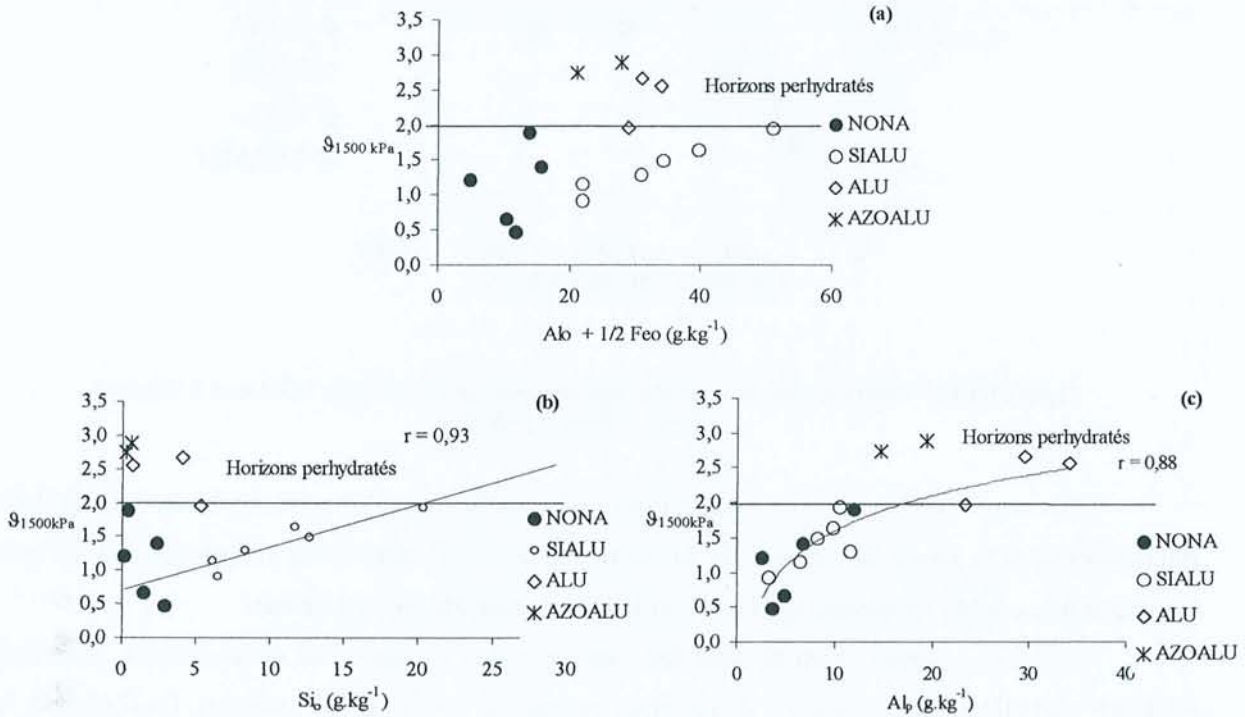 (a)
3,5
3,0
2,5
2,0
1,5
1,0
0,5
0,0
ϑ1500 kPa
Horizons perhydratés
NONA
SIALU
ALU
AZOALU
0 20 40 60
Alo + 1/2 Feo (g.kg-1)
(b)
3,5
3,0
2,5
2,0
1,5
1,0
0,5
0,0
ϑ1500kPa
r = 0,93
Horizons perhydratés
NONA
SIALU
ALU
AZOALU
0 5 10 15 20 25 30
Sio (g.kg-1)
(c)
3,5
3,0
2,5
2,0
1,5
1,0
0,5
0,0
ϑ1500kPa
Horizons perhydratés
r = 0,88
NONA
SIALU
ALU
AZOALU
0 10 20 30 40
Alp (g.kg-1)